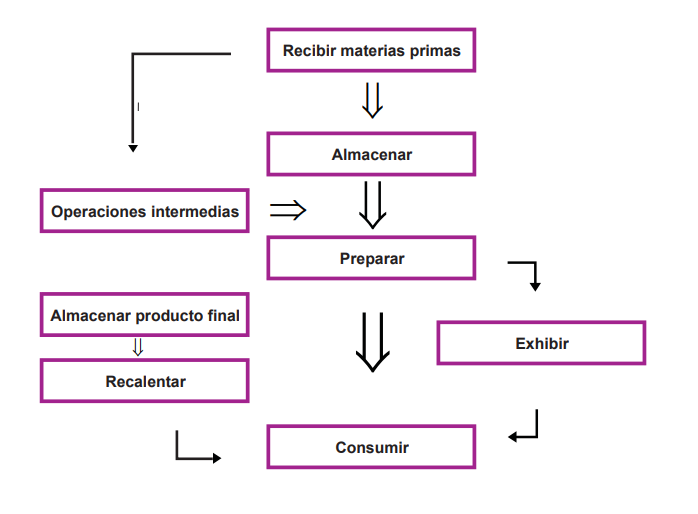 Recibir materias primas
Almacenar
Operaciones intermedias
Preparar
Almacenar producto final
Exhibir
Recalentar
Consumir